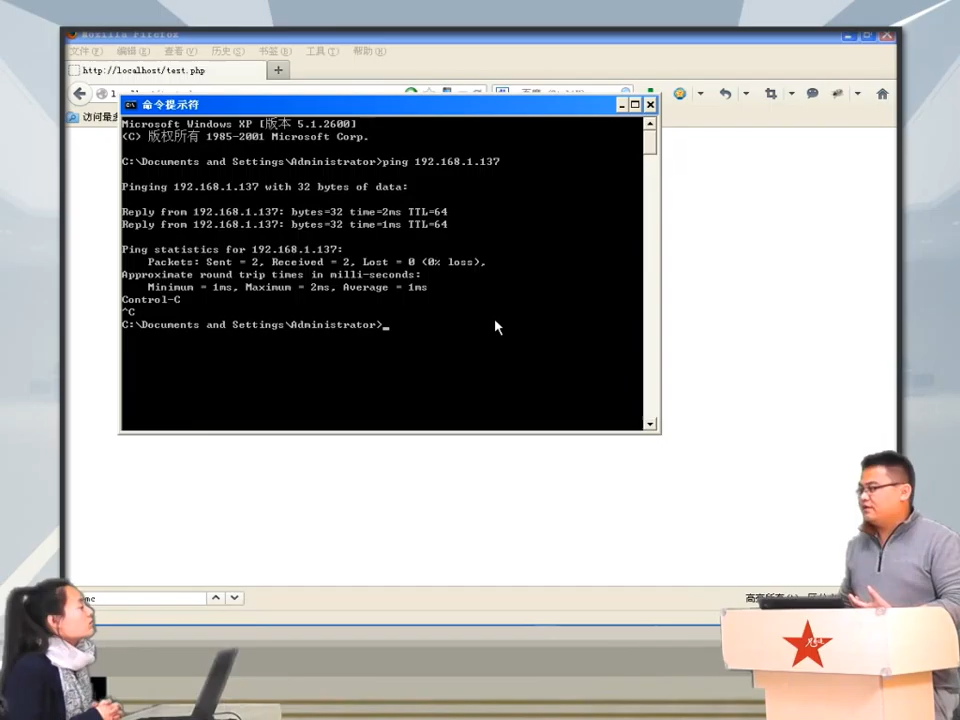 Mozilla Firefox
文件(F) 编辑(E) 查看(V) 历史(S) 书签(B) 工具(T) 帮助(H)
http://localhost/test.php
+
访问最
命令提示符
Microsoft Windows XP [版本 5.1.2600]
(C) 版权所有 1985-2001 Microsoft Corp.
C:\Documents and Settings\Administrator>ping 192.168.1.137
Pinging 192.168.1.137 with 32 bytes of data:
Reply from 192.168.1.137: bytes=32 time=2ms TTL=64
Reply from 192.168.1.137: bytes=32 time=1ms TTL=64
Ping statistics for 192.168.1.137:
Packets: Sent = 2, Received = 2, Lost = 0 (0% loss),
Approximate round trip times in milli-seconds:
Minimum = 1ms, Maximum = 2ms, Average = 1ms
Control-C
^C
C:\Documents and Settings\Administrator>_